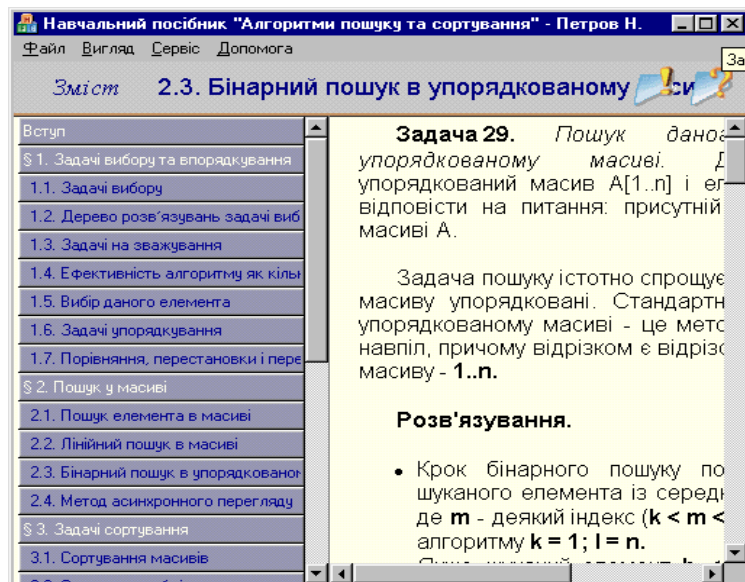 Навчальний посібник "Алгоритми пошуку та сортування" - Петров Н.
Файл Вигляд Сервіс Допомога
За
Зміст 2.3. Бінарний пошук в упорядкованому
Вступ
§ 1. Задачі вибору та впорядкування
1.1. Задачі вибору
1.2. Дерево розв'язувань задачі виб
1.3. Задачі на зважування
1.4. Ефективність алгоритму як кільк
1.5. Вибір даного елемента
1.6. Задачі упорядкування
1.7. Порівняння, перестановки і пере
§ 2. Пошук у масиві
2.1. Пошук елемента в масиві
2.2. Лінійний пошук в масиві
2.3. Бінарний пошук в упорядкованом
2.4. Метод асинхронного перегляду
§ 3. Задачі сортування
3.1. Сортування масивів
Задача 29. Пошук даног
упорядкованому масиві. Д
упорядкований масив A[1..n] і ел
відповісти на питання: присутній
масиві A.
Задача пошуку істотно спрощує
масиву упорядковані. Стандартн
упорядкованому масиві - це мето
навпіл, причому відрізком є відрізо
масиву - 1..n.
Розв'язування.
• Крок бінарного пошуку по
шуканого елемента із середн
де m - деякий індекс (k < m <
алгоритму k = 1; l = n.